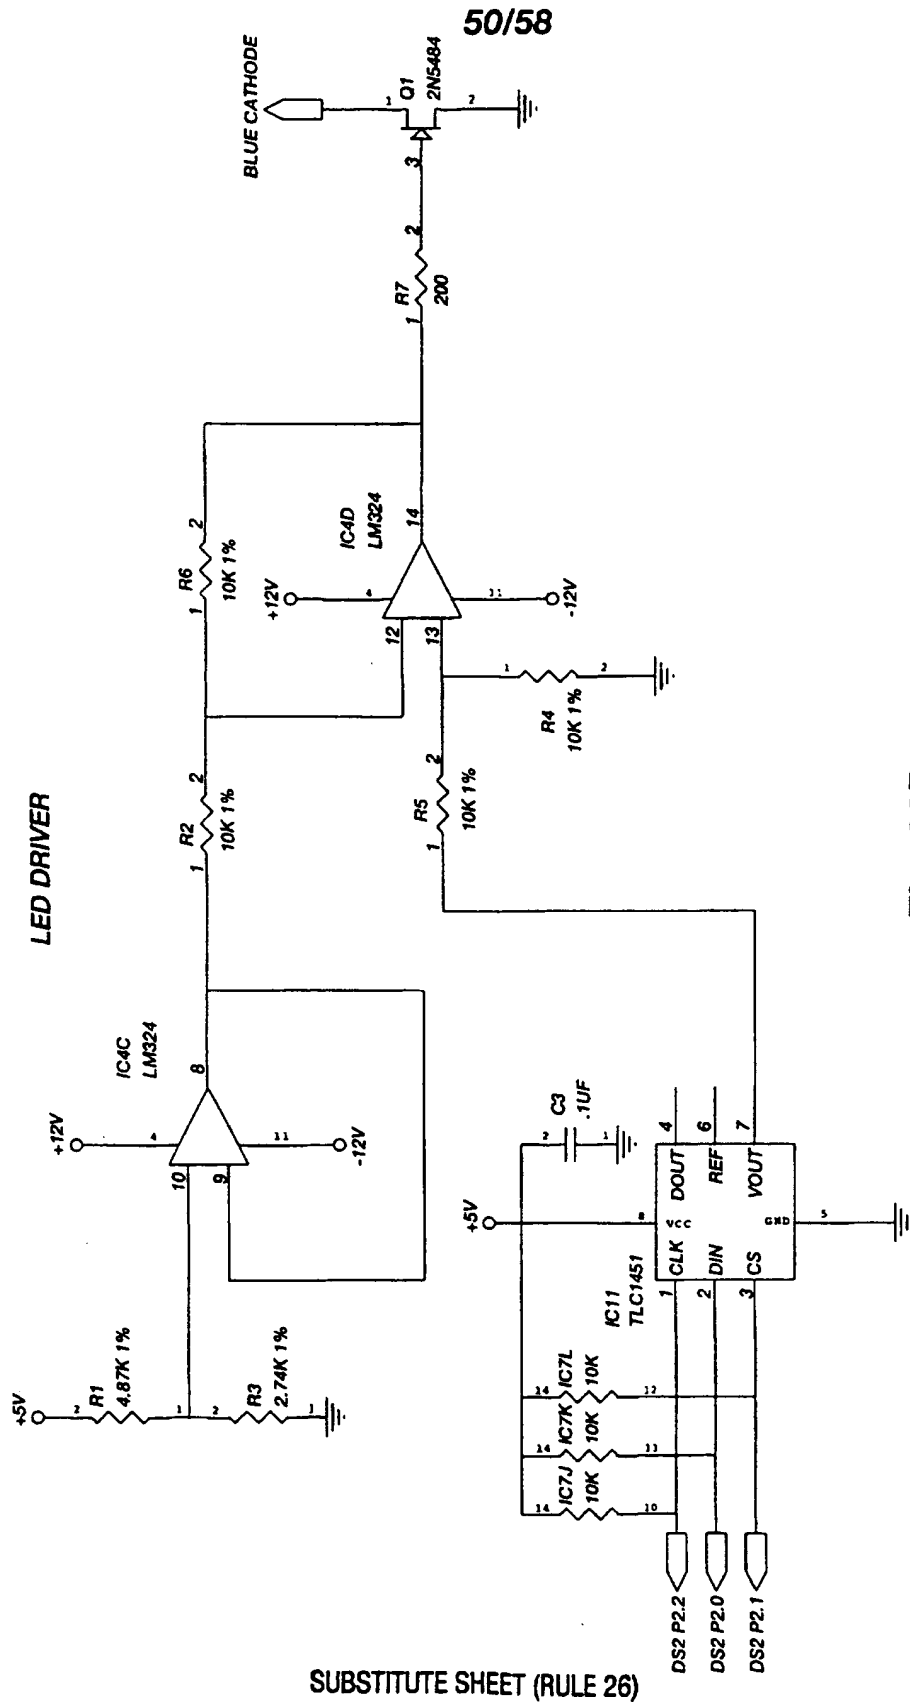 50/58
LED DRIVER
BLUE CATHODE
1
Q1
2N5484
2
3
2
R7
200
1
R6
10K 1%
1
2
IC4D
LM324
14
+12V
4
11
-12V
12
13
1
2
R4
10K 1%
R2
10K 1%
1
2
R5
10K 1%
1
2
IC4C
LM324
8
+12V
4
11
-12V
10
9
+5V
2
R1
4.87K 1%
1
2
R3
2.74K 1%
1
+5V
2
C3
.1UF
1
8
IC11
TLC1451
VCC
GND
5
DOUT
4
REF
6
VOUT
7
CLK
1
DIN
2
CS
3
14
IC7L
10K
12
14
IC7K
10K
11
14
IC7J
10K
10
DS2 P2.2
DS2 P2.0
DS2 P2.1
SUBSTITUTE SHEET (RULE 26)